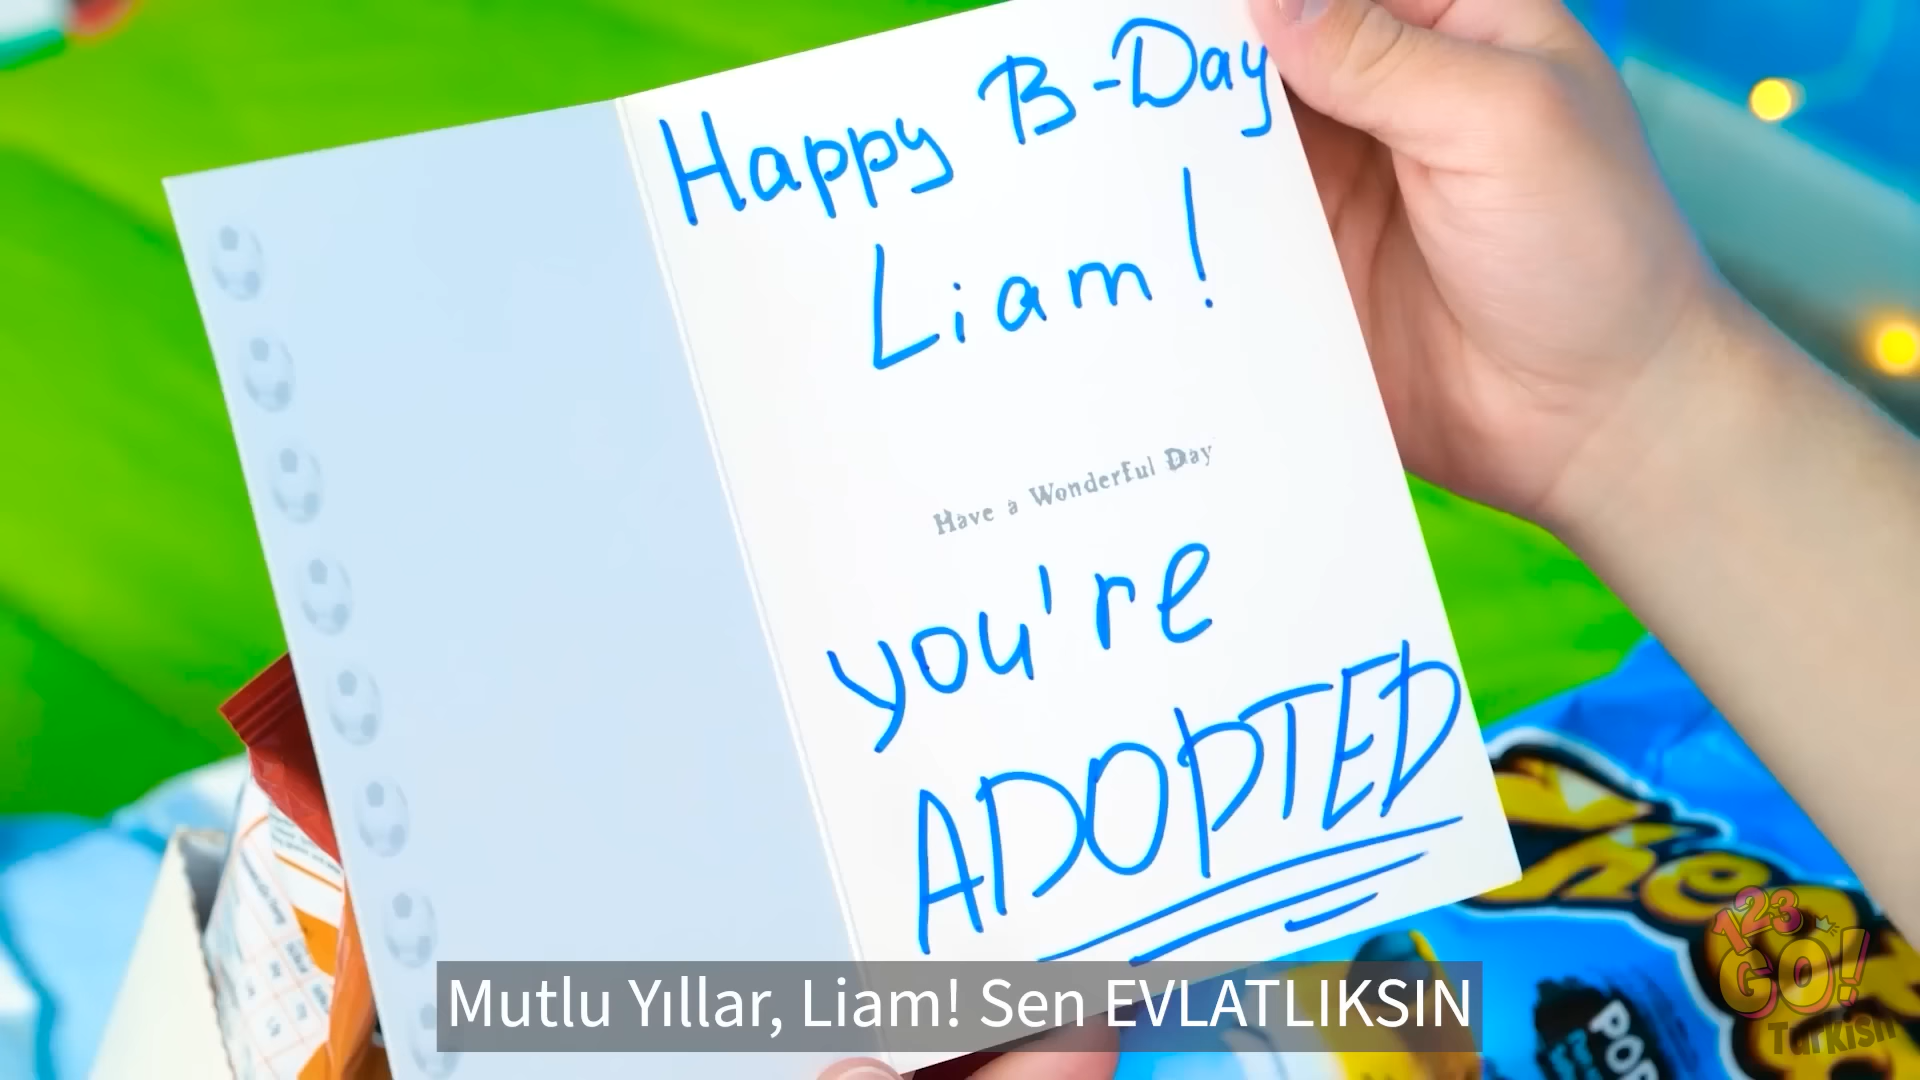 Happy B-Day
Liam!
Have a Wonderful Day
you're
ADOPTED
Mutlu Yıllar, Liam! Sen EVLATLIKSIN
123
GO!
Turkish